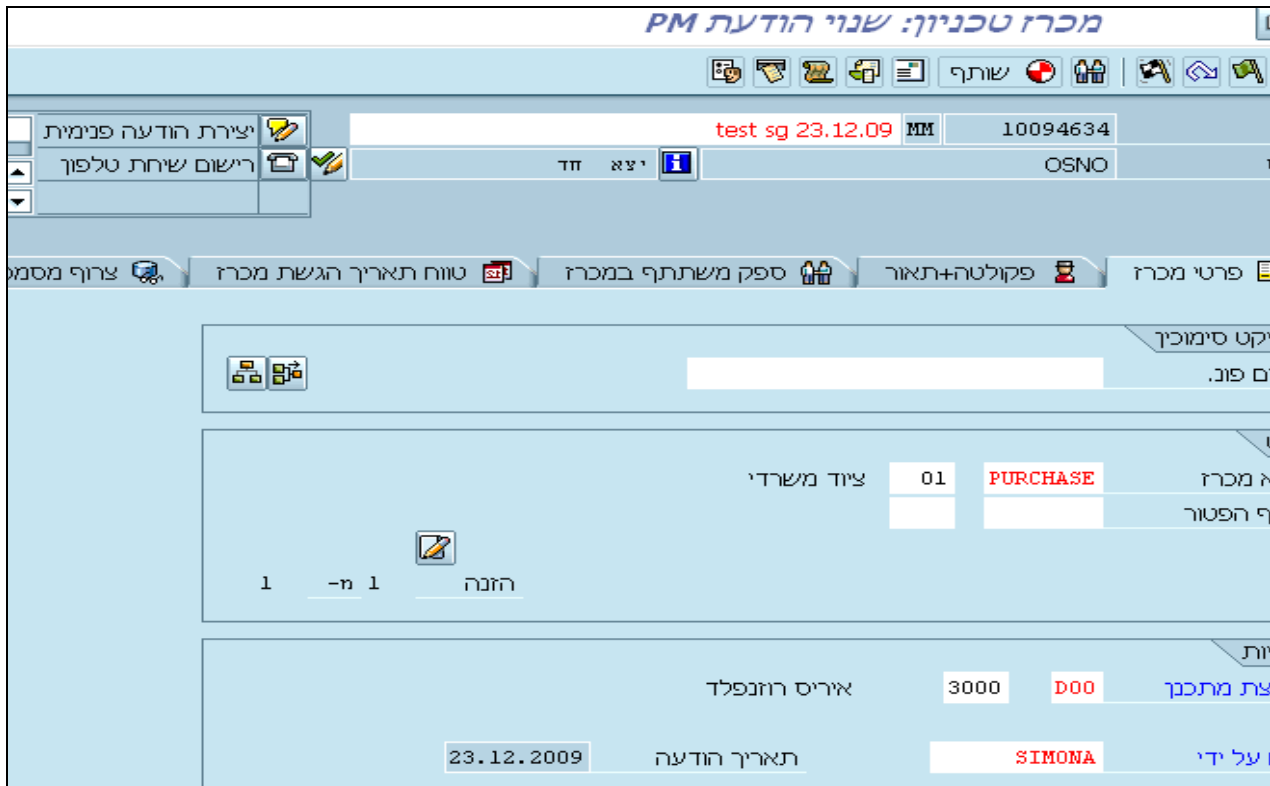 מכרז טכניון: שנוי הודעת PM
שותף
10094634 MM test sg 23.12.09 יצירת הודעה פנימית
OSNO יצא חד רישום שיחת טלפון
פרטי מכרז פקולטה+תאור ספק משתתף במכרז טווח תאריך הגשת מכרז צרוף מסמכ
יקט סימוכין
ם פונ.
א מכרז PURCHASE 01 ציוד משרדי
ף הפטור
הזנה 1 מ- 1
יות
צת מתכנן D00 3000 איריס רוזנפלד
על ידי SIMONA תאריך הודעה 23.12.2009